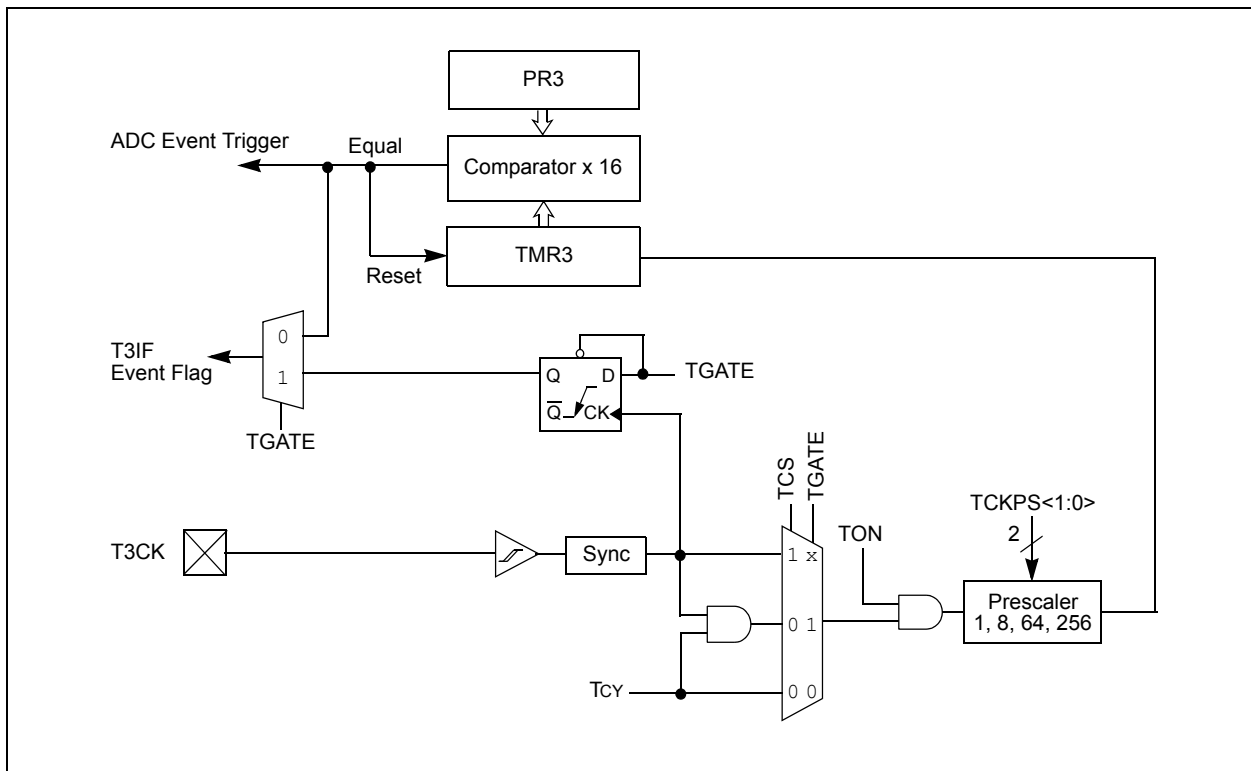 PR3
ADC Event Trigger
Equal
Comparator x 16
TMR3
Reset
T3IF
Event Flag
0
1
TGATE
Q D
Q̅ CK
TGATE
TCS
TGATE
TCKPS<1:0>
2
T3CK
Sync
1 x
TON
Prescaler
1, 8, 64, 256
0 1
TCY
0 0